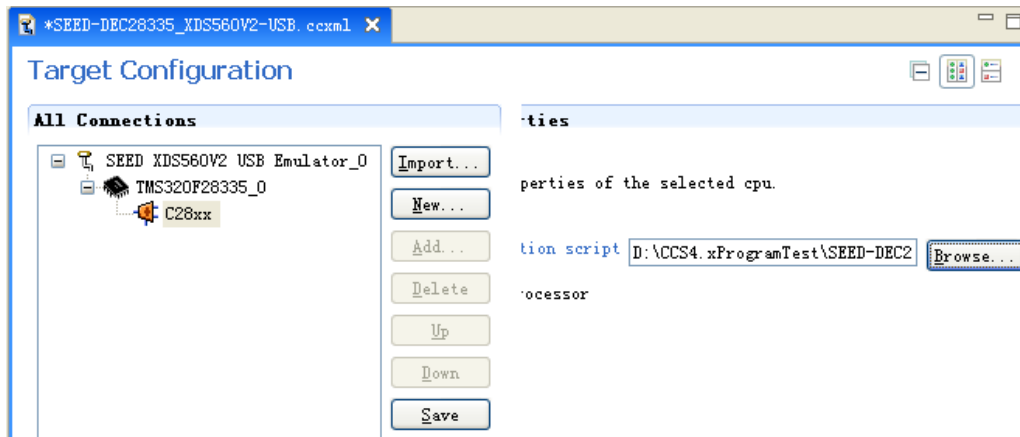 *SEED-DEC28335_XDS560V2-USB.ccxml
Target Configuration
All Connections
SEED XDS560V2 USB Emulator_0
TMS320F28335_0
C28xx
Import...
New...
Add...
Delete
Up
Down
Save
rties
perties of the selected cpu.
tion script D:\CCS4.xProgramTest\SEED-DEC2 Browse...
ocessor